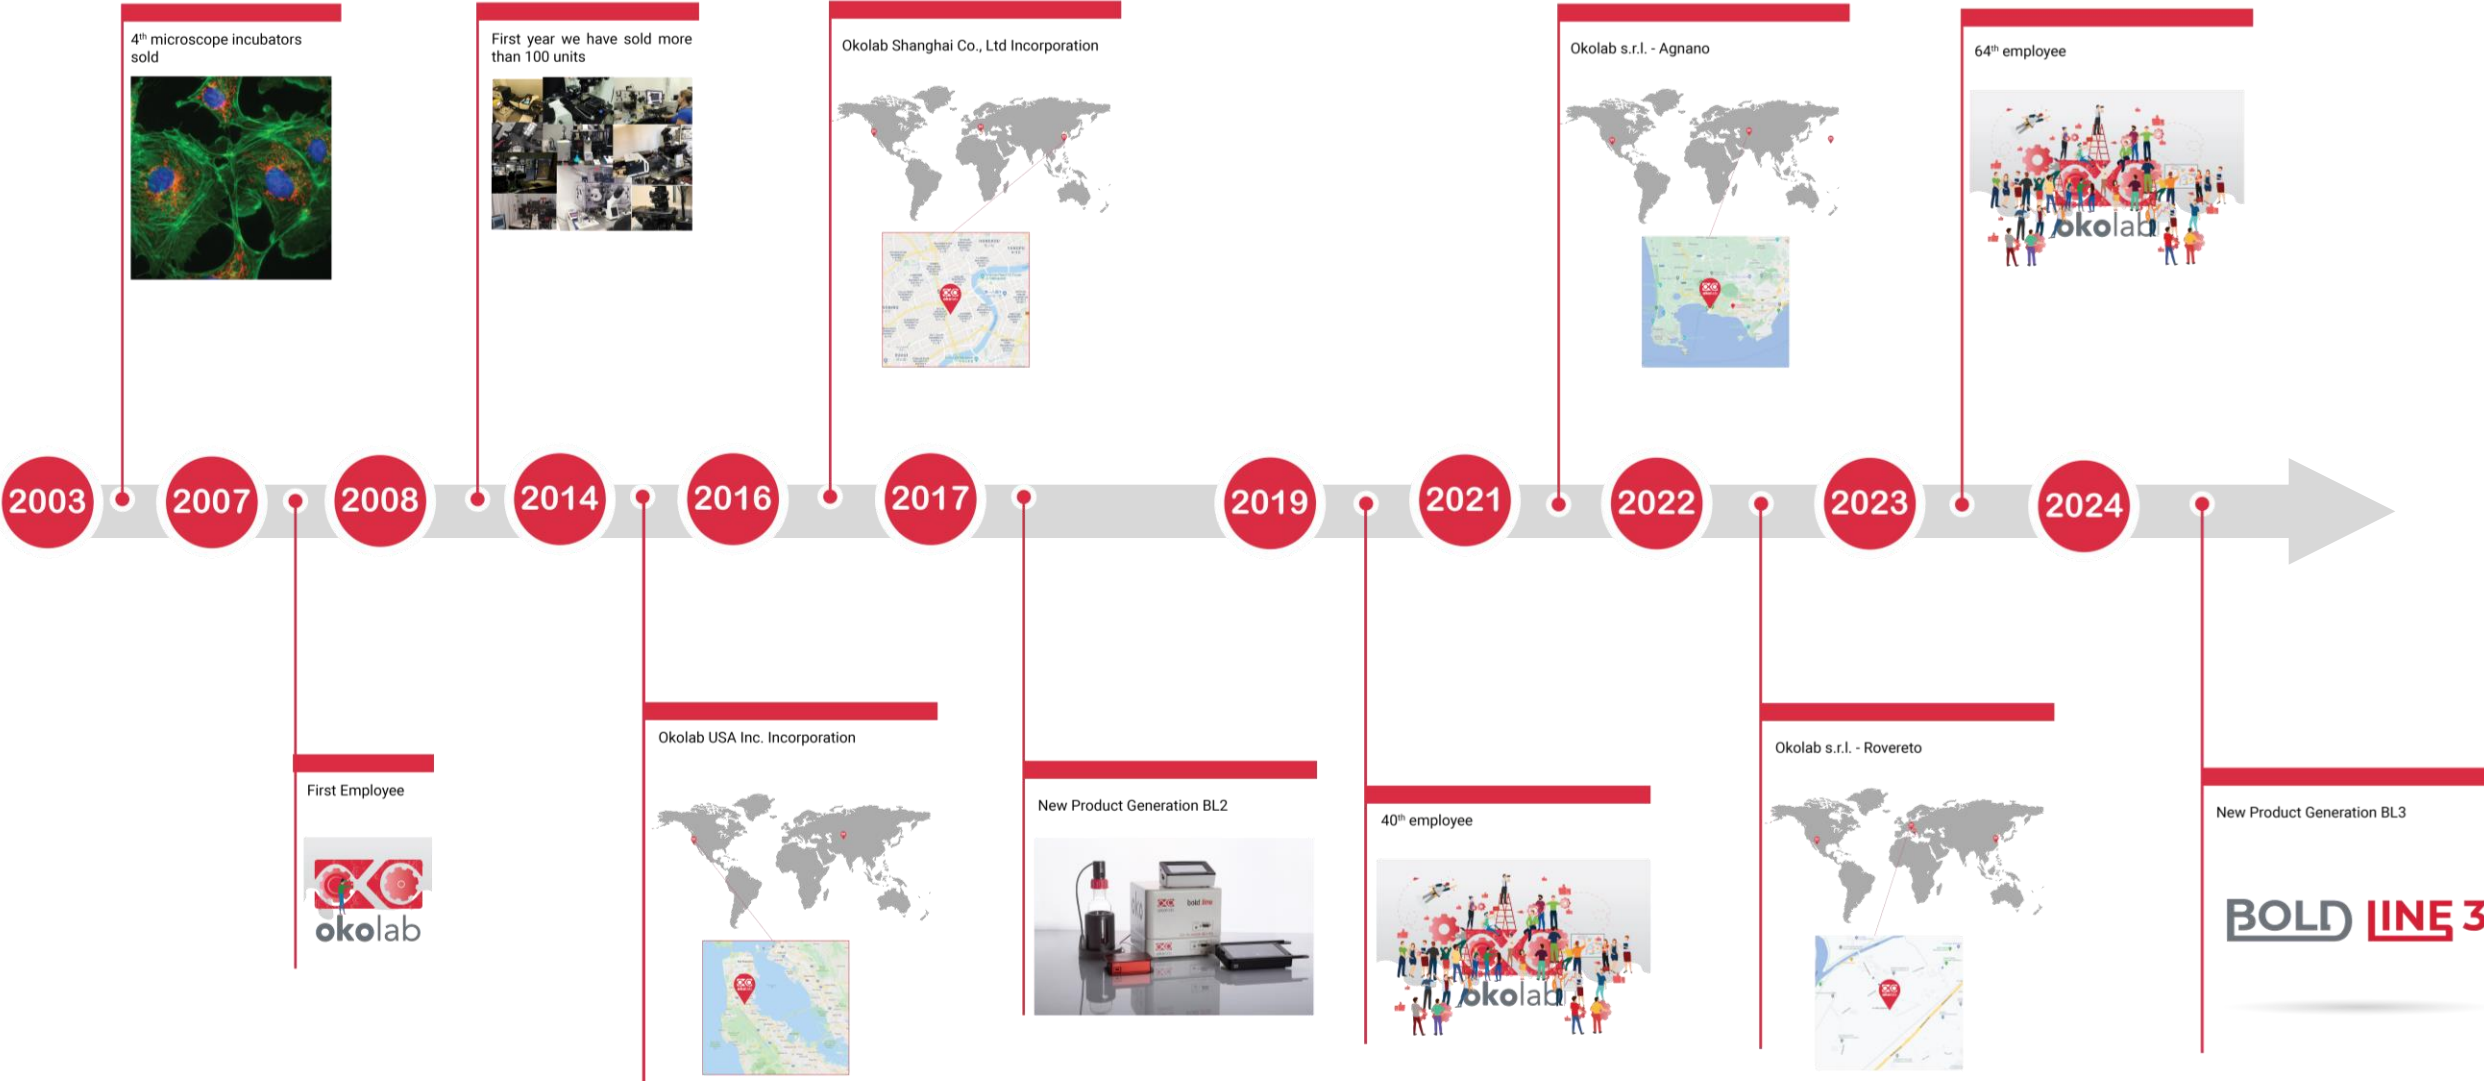 4th microscope incubators
sold
First year we have sold more
than 100 units
Okolab Shanghai Co., Ltd Incorporation
Okolab s.r.l. - Agnano
64th employee
okolab
2003
2007
2008
2014
2016
2017
2019
2021
2022
2023
2024
First Employee
okolab
Okolab USA Inc. Incorporation
New Product Generation BL2
bold line
40th employee
okolab
Okolab s.r.l. - Rovereto
New Product Generation BL3
BOLD LINE 3